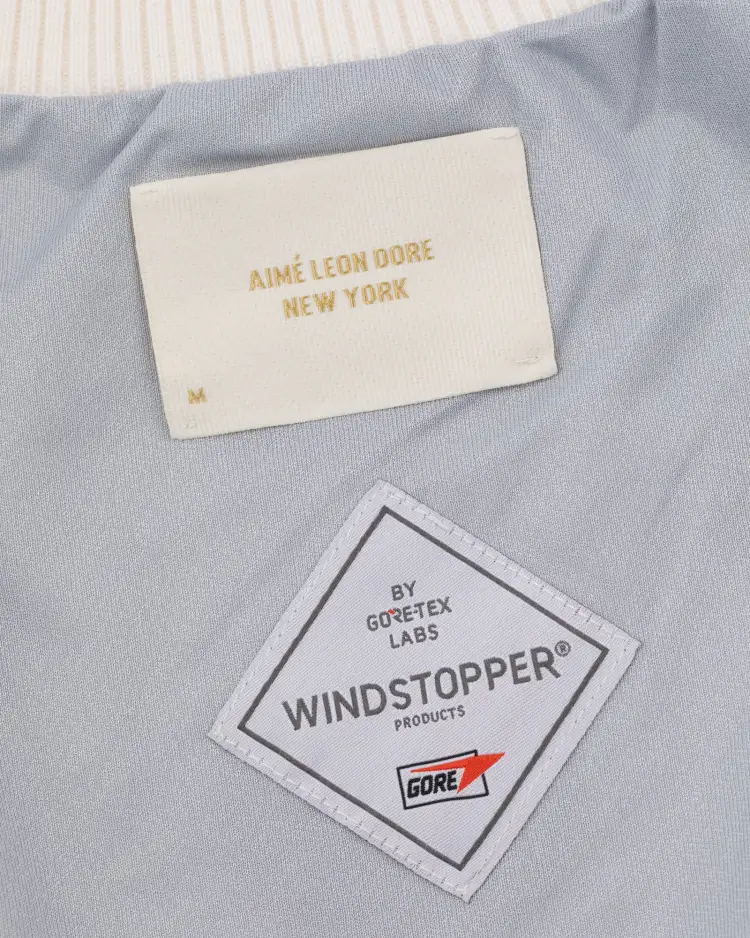 AIMÉ LEON DORE
NEW YORK
M
BY
GORE-TEX
LABS
WINDSTOPPER®
PRODUCTS
GORE